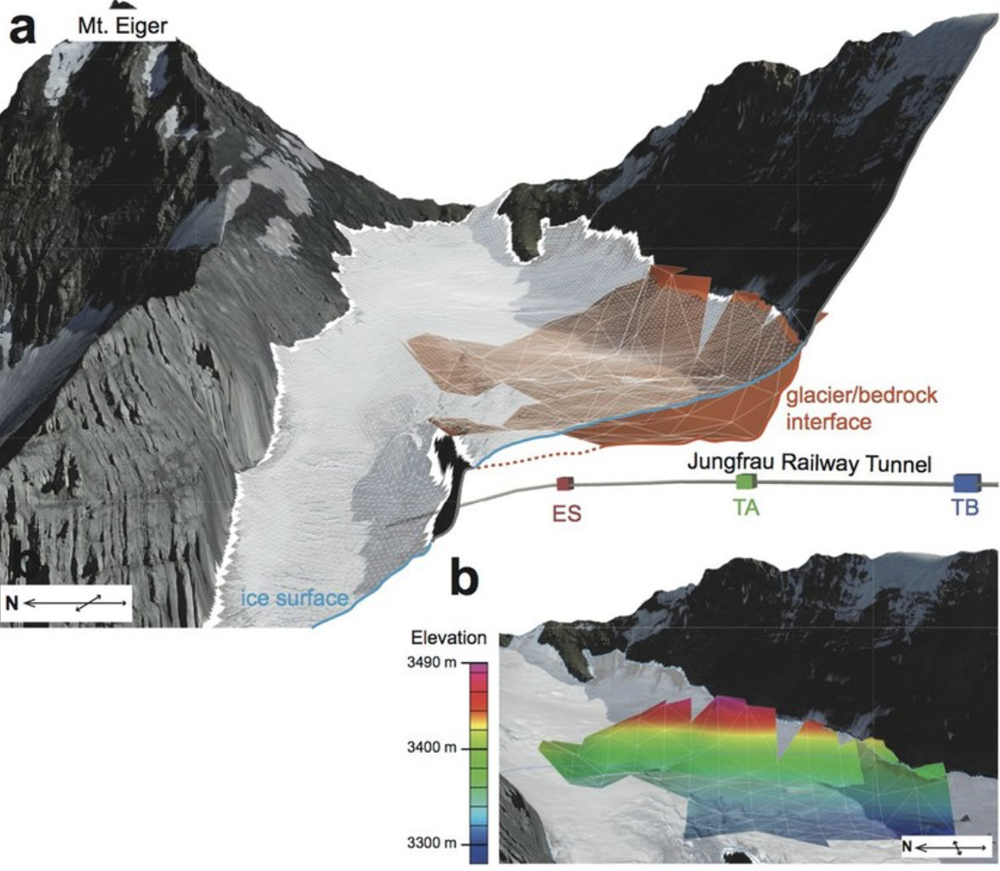 a
Mt. Eiger
glacier/bedrock
interface
Jungfrau Railway Tunnel
ES
TA
TB
N
ice surface
b
Elevation
3490 m
3400 m
3300 m
N